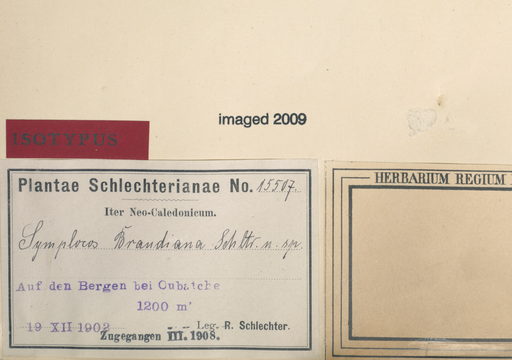 imaged 2009
ISOTYPUS
Plantae Schlechterianae No. 15507.
Iter Neo-Caledonicum.
Symplocos Brandiana Schltr. n. sp.
Auf den Bergen bei Oubatche
1200 m
19 XII 1902
Leg. R. Schlechter.
Zugegangen III. 1908.
HERBARIUM REGIUM